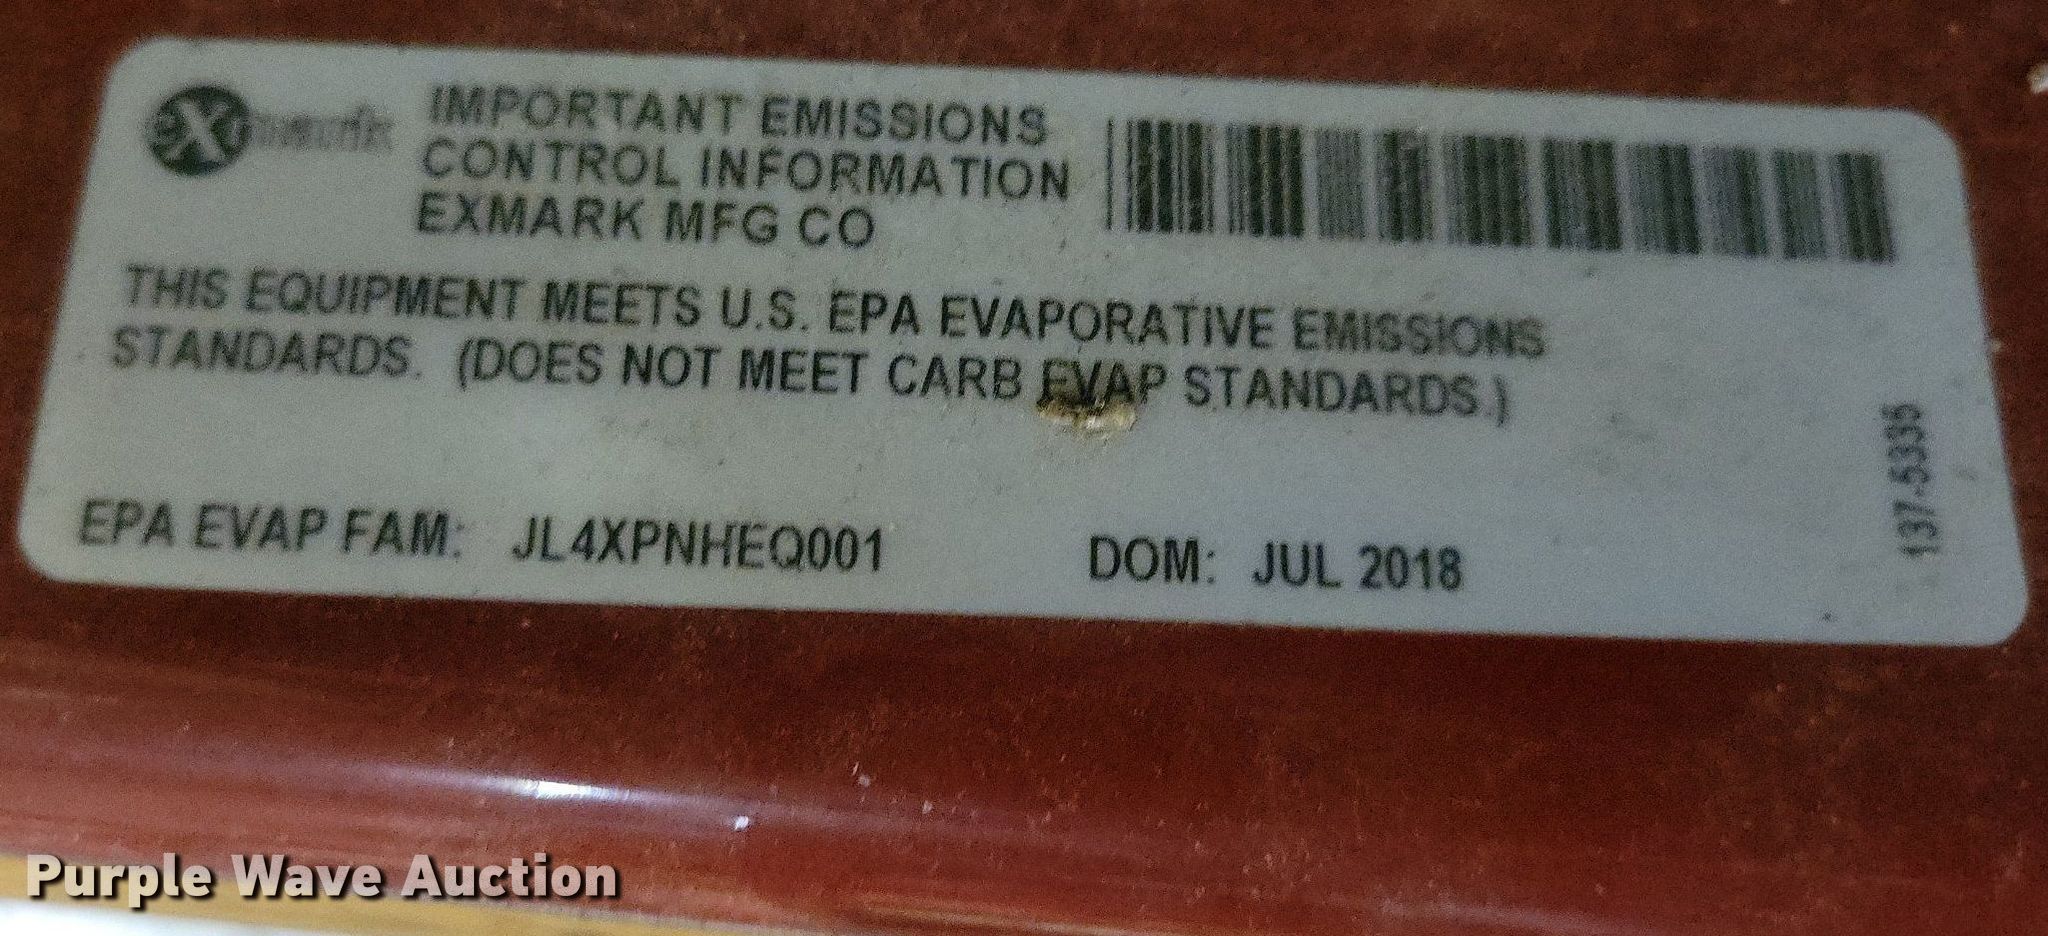 eXmark
IMPORTANT EMISSIONS
CONTROL INFORMATION
EXMARK MFG CO
THIS EQUIPMENT MEETS U.S. EPA EVAPORATIVE EMISSIONS
STANDARDS. (DOES NOT MEET CARB EVAP STANDARDS.)
EPA EVAP FAM: JL4XPNHEQ001
DOM: JUL 2018
137-5335
Purple Wave Auction